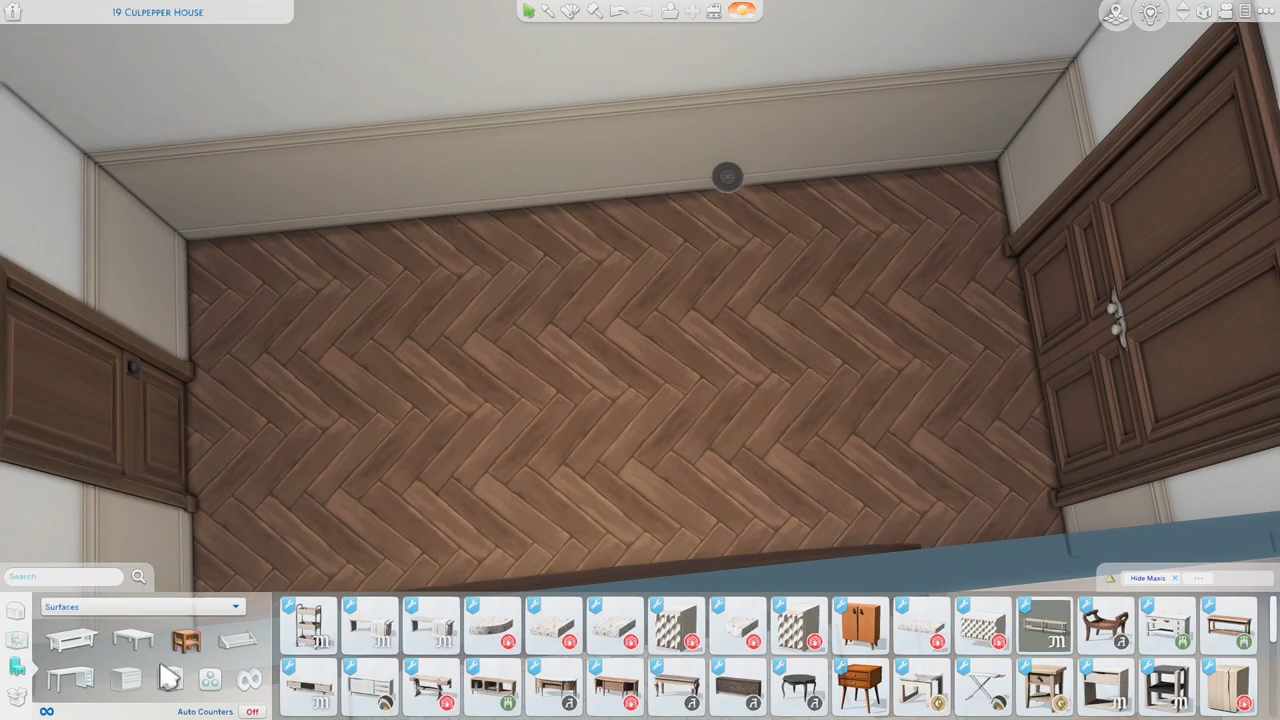 19 Culpepper House
Search
Hide Maxis ×
Surfaces
Auto Counters Off